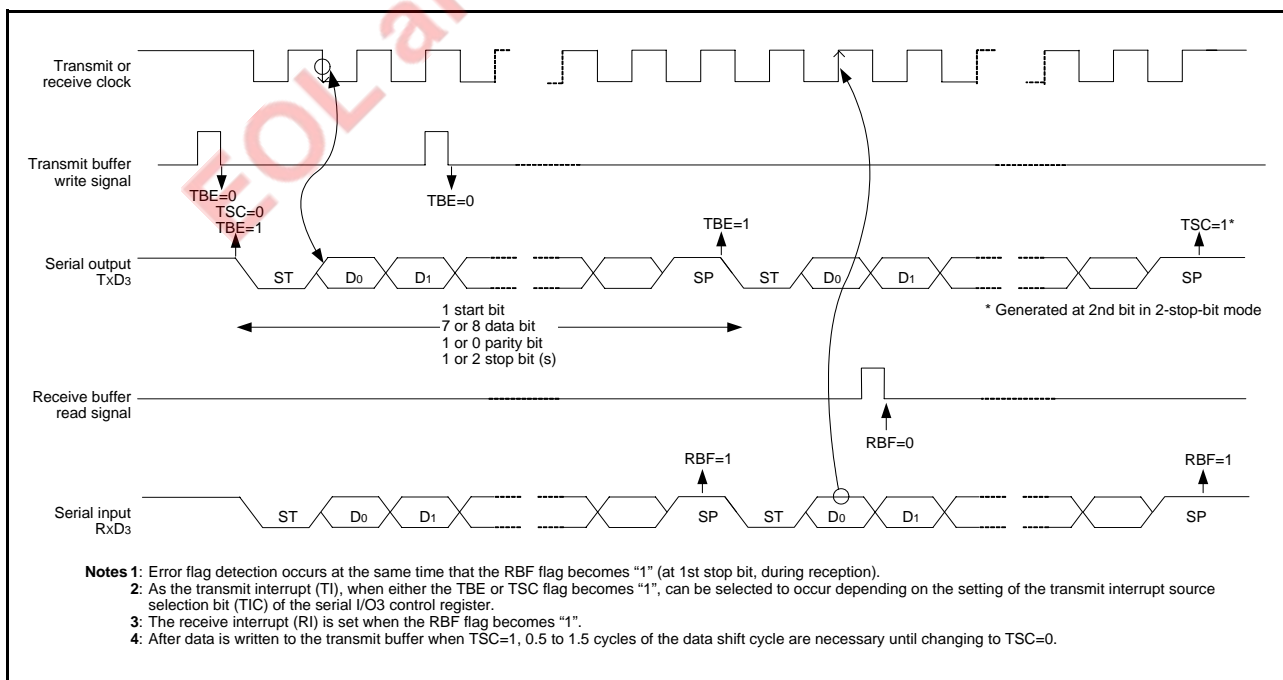 EOL an
Transmit or
receive clock
Transmit buffer
write signal
TBE=0
TSC=0
TBE=1
TBE=0
TBE=1
TSC=1*
Serial output
TxD3
ST
D0
D1
SP
ST
D0
D1
SP
1 start bit
7 or 8 data bit
1 or 0 parity bit
1 or 2 stop bit (s)
* Generated at 2nd bit in 2-stop-bit mode
Receive buffer
read signal
RBF=0
RBF=1
RBF=1
Serial input
RxD3
ST
D0
D1
SP
ST
D0
D1
SP
Notes 1: Error flag detection occurs at the same time that the RBF flag becomes “1” (at 1st stop bit, during reception).
2: As the transmit interrupt (TI), when either the TBE or TSC flag becomes “1”, can be selected to occur depending on the setting of the transmit interrupt source
selection bit (TIC) of the serial I/O3 control register.
3: The receive interrupt (RI) is set when the RBF flag becomes “1”.
4: After data is written to the transmit buffer when TSC=1, 0.5 to 1.5 cycles of the data shift cycle are necessary until changing to TSC=0.